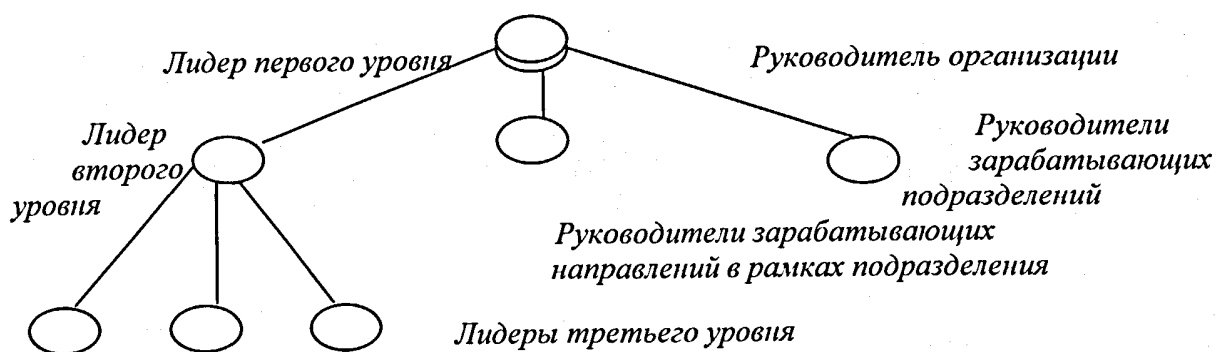 Лидер первого уровня
Руководитель организации
Лидер
второго
уровня
Руководители
зарабатывающих
подразделений
Руководители зарабатывающих
направлений в рамках подразделения
Лидеры третьего уровня